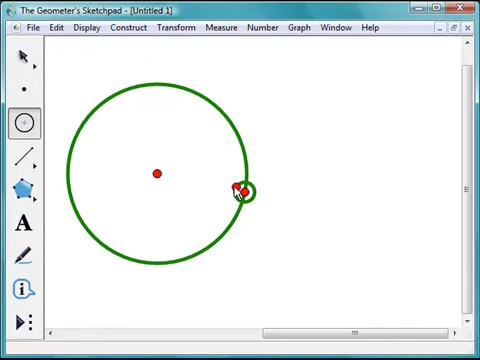 The Geometer's Sketchpad - [Untitled 1]
File Edit Display Construct Transform Measure Number Graph Window Help
A
i